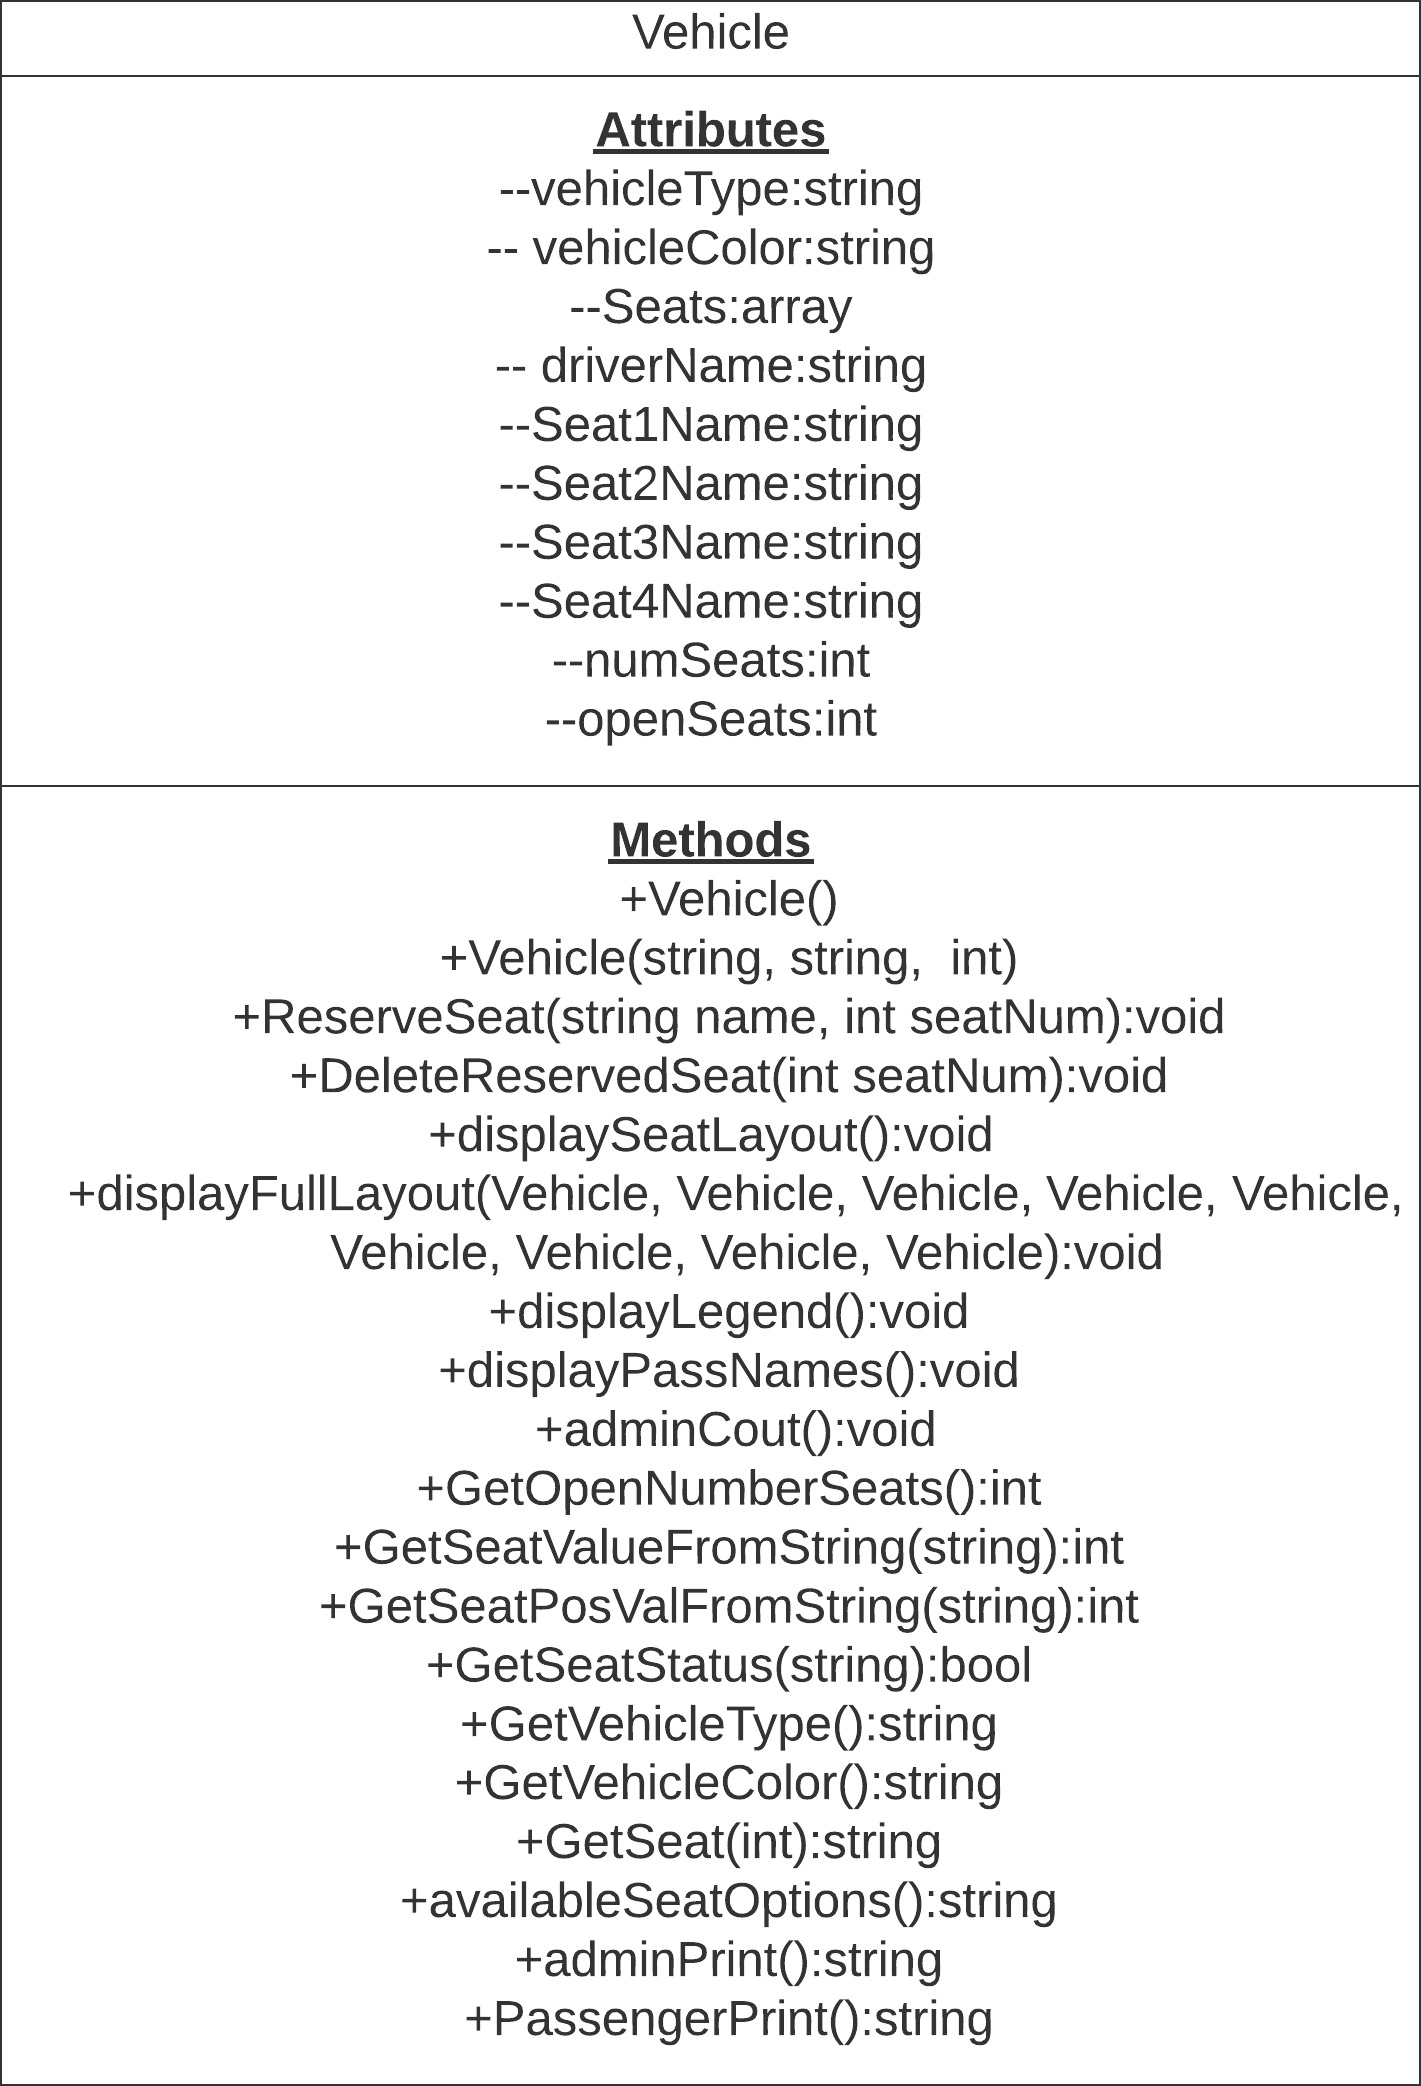 Vehicle
Attributes
--vehicleType:string
-- vehicleColor:string
--Seats:array
-- driverName:string
--Seat1Name:string
--Seat2Name:string
--Seat3Name:string
--Seat4Name:string
--numSeats:int
--openSeats:int
Methods
+Vehicle()
+Vehicle(string, string,  int)
+ReserveSeat(string name, int seatNum):void
+DeleteReservedSeat(int seatNum):void
+displaySeatLayout():void
+displayFullLayout(Vehicle, Vehicle, Vehicle, Vehicle, Vehicle,
Vehicle, Vehicle, Vehicle, Vehicle):void
+displayLegend():void
+displayPassNames():void
+adminCout():void
+GetOpenNumberSeats():int
+GetSeatValueFromString(string):int
+GetSeatPosValFromString(string):int
+GetSeatStatus(string):bool
+GetVehicleType():string
+GetVehicleColor():string
+GetSeat(int):string
+availableSeatOptions():string
+adminPrint():string
+PassengerPrint():string